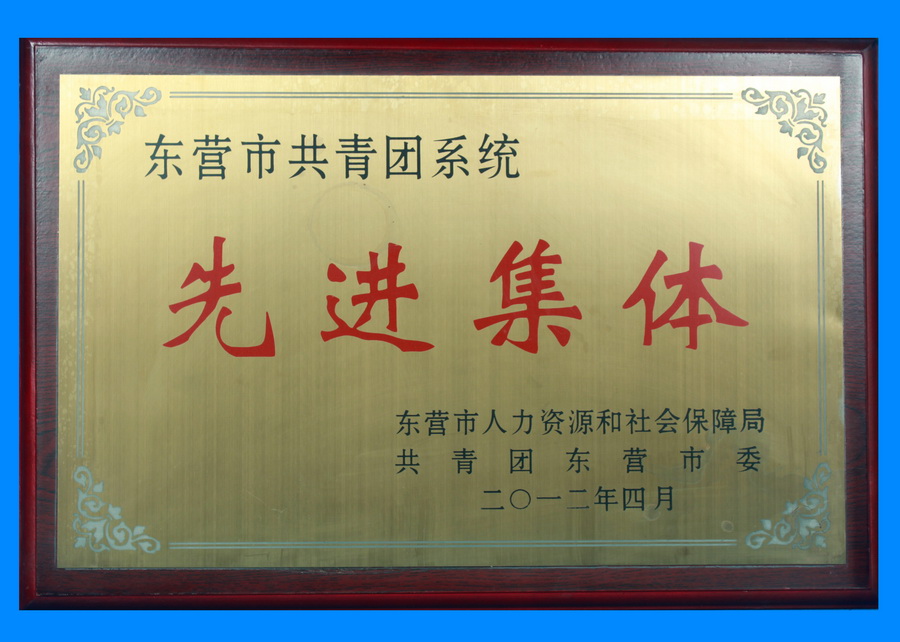 东营市共青团系统
先进集体
东营市人力资源和社会保障局
共青团东营市委
二〇一二年四月